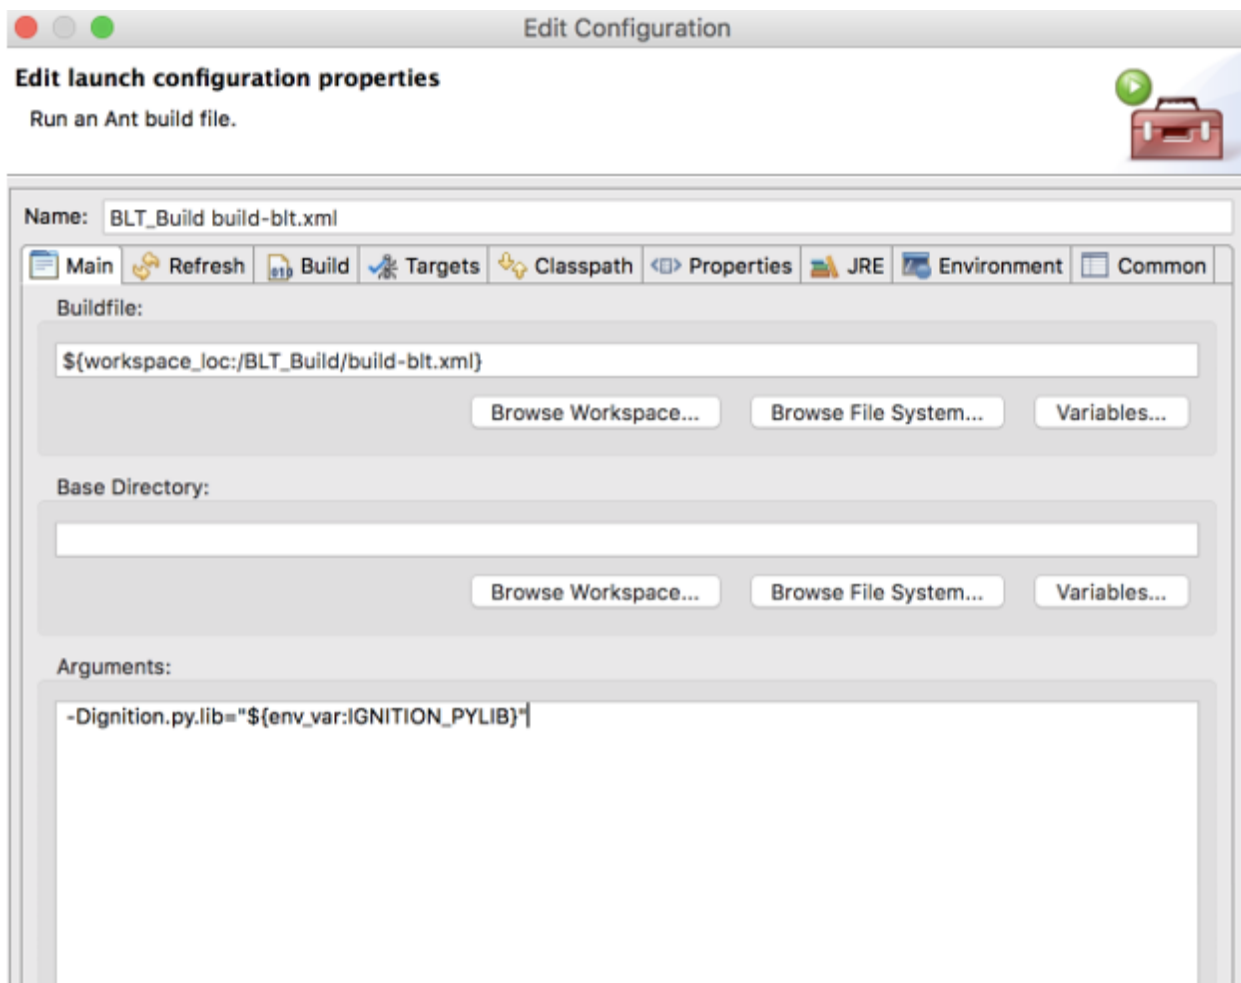 Edit Configuration
Edit launch configuration properties
Run an Ant build file.
Name: BLT_Build build-blt.xml
Main Refresh Build Targets Classpath Properties JRE Environment Common
Buildfile:
${workspace_loc:/BLT_Build/build-blt.xml}
Browse Workspace... Browse File System... Variables...
Base Directory:
Browse Workspace... Browse File System... Variables...
Arguments:
-Dignition.py.lib="${env_var:IGNITION_PYLIB}"